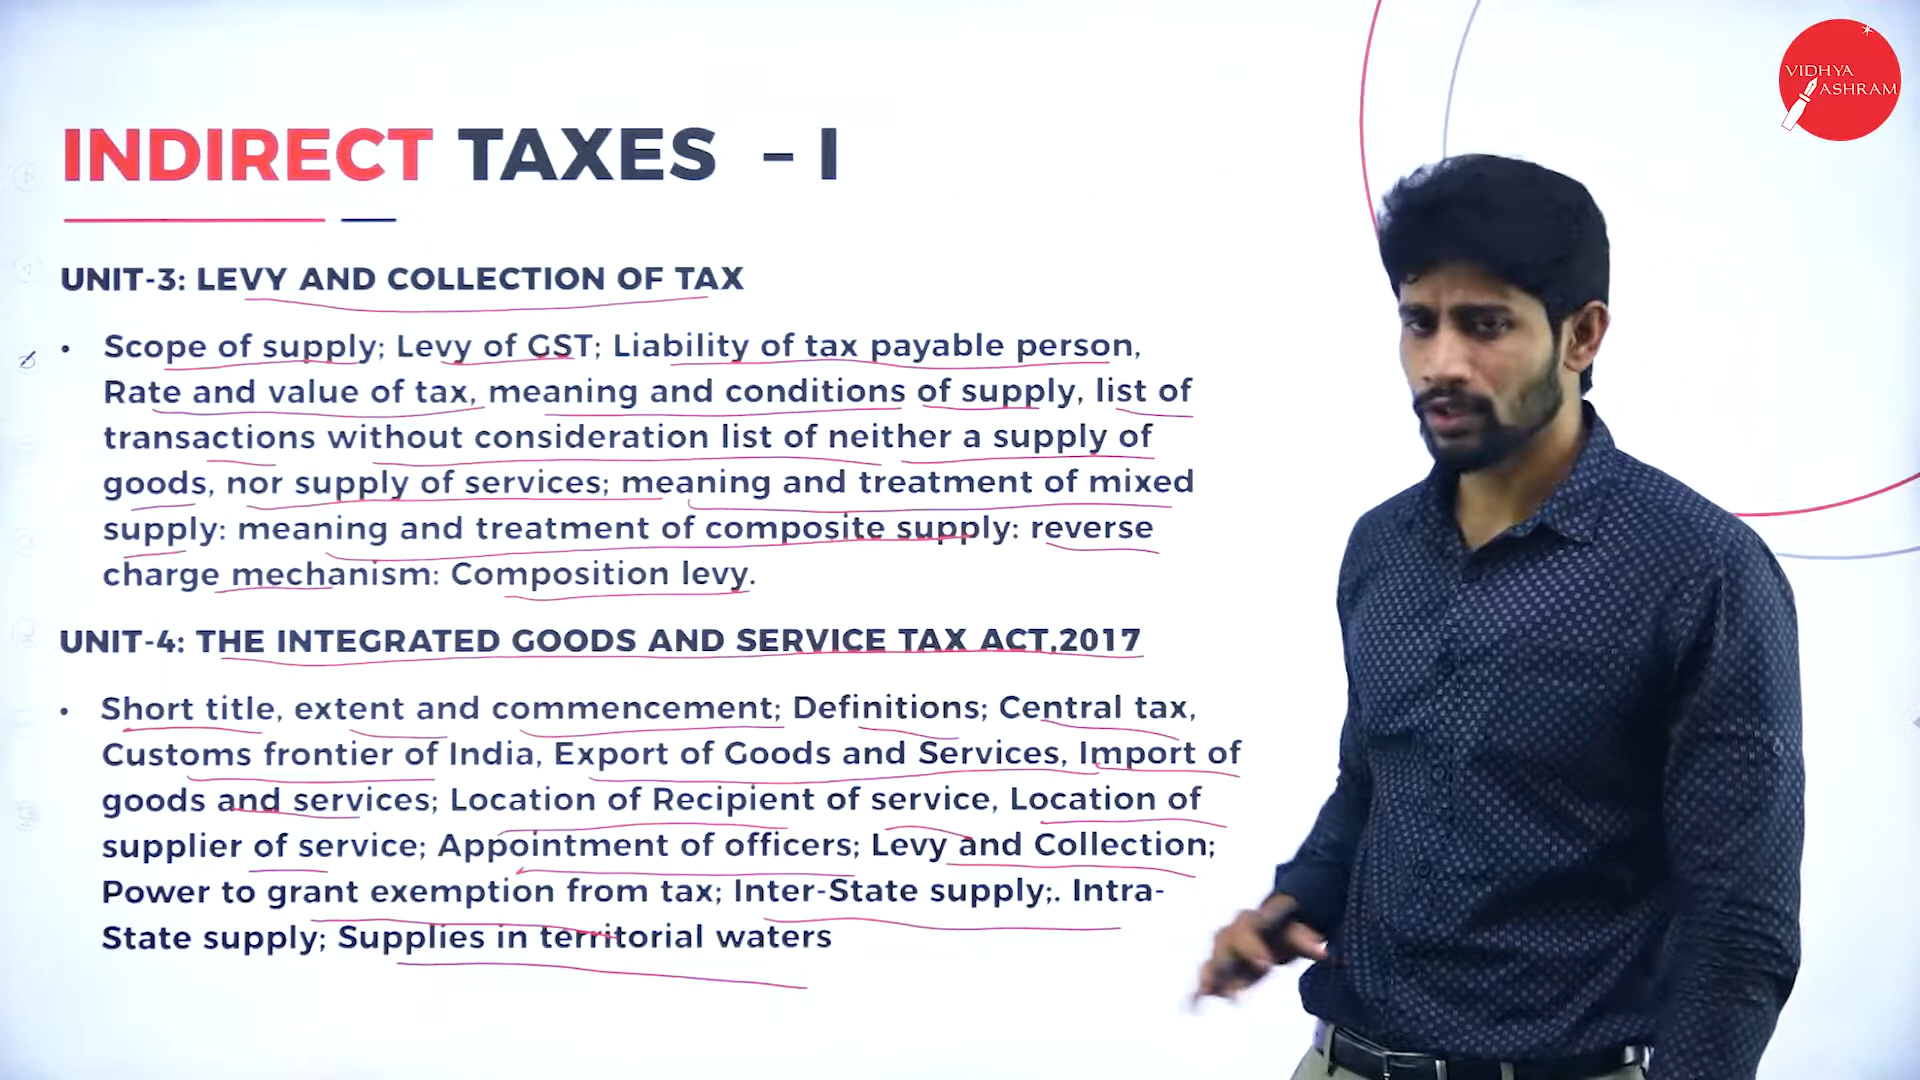 VIDHYA
ASHRAM
INDIRECT TAXES – I
UNIT-3: LEVY AND COLLECTION OF TAX
• Scope of supply; Levy of GST; Liability of tax payable person,
Rate and value of tax, meaning and conditions of supply, list of
transactions without consideration list of neither a supply of
goods, nor supply of services; meaning and treatment of mixed
supply: meaning and treatment of composite supply: reverse
charge mechanism: Composition levy.
UNIT-4: THE INTEGRATED GOODS AND SERVICE TAX ACT,2017
• Short title, extent and commencement; Definitions; Central tax,
Customs frontier of India, Export of Goods and Services, Import of
goods and services; Location of Recipient of service, Location of
supplier of service; Appointment of officers; Levy and Collection;
Power to grant exemption from tax; Inter-State supply;. Intra-
State supply; Supplies in territorial waters